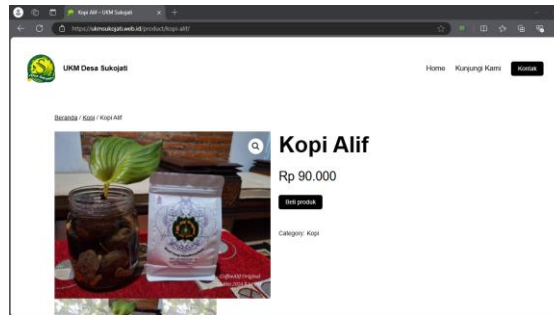 Kopi Alif – UKM Sukojati
https://ukmsukojati.web.id/product/kopi-alif/
UKM Desa Sukojati
Home Kunjungi Kami Kontak
Beranda / Kopi / Kopi Alif
Kopi Alif
Rp 90.000
Beli produk
Category: Kopi